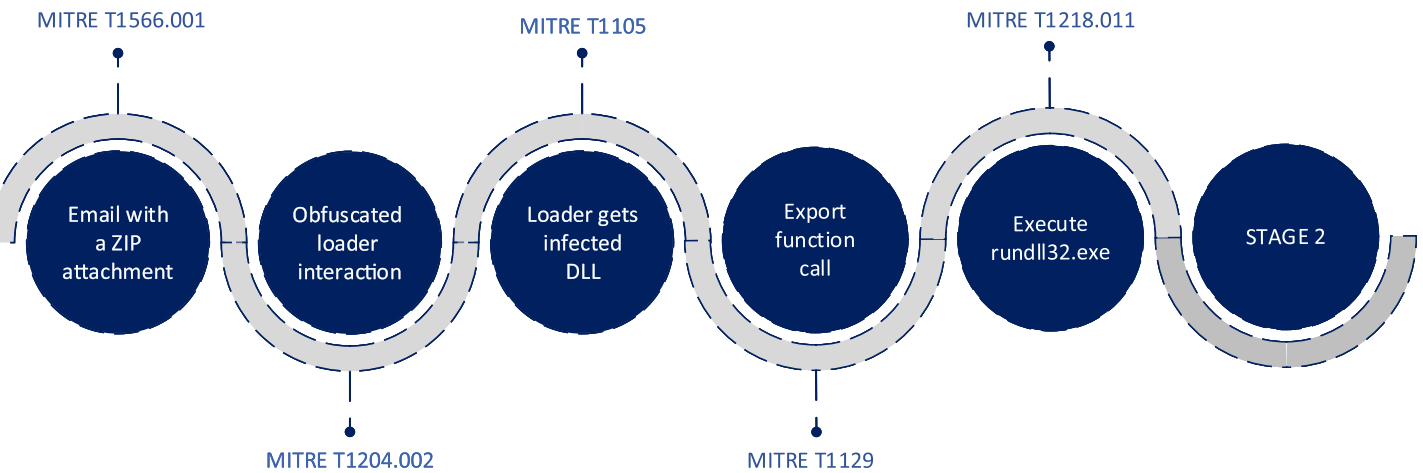 MITRE T1566.001
MITRE T1105
MITRE T1218.011
Email with
a ZIP
attachment
Obfuscated
loader
interaction
Loader gets
infected
DLL
Export
function
call
Execute
rundll32.exe
STAGE 2
MITRE T1204.002
MITRE T1129